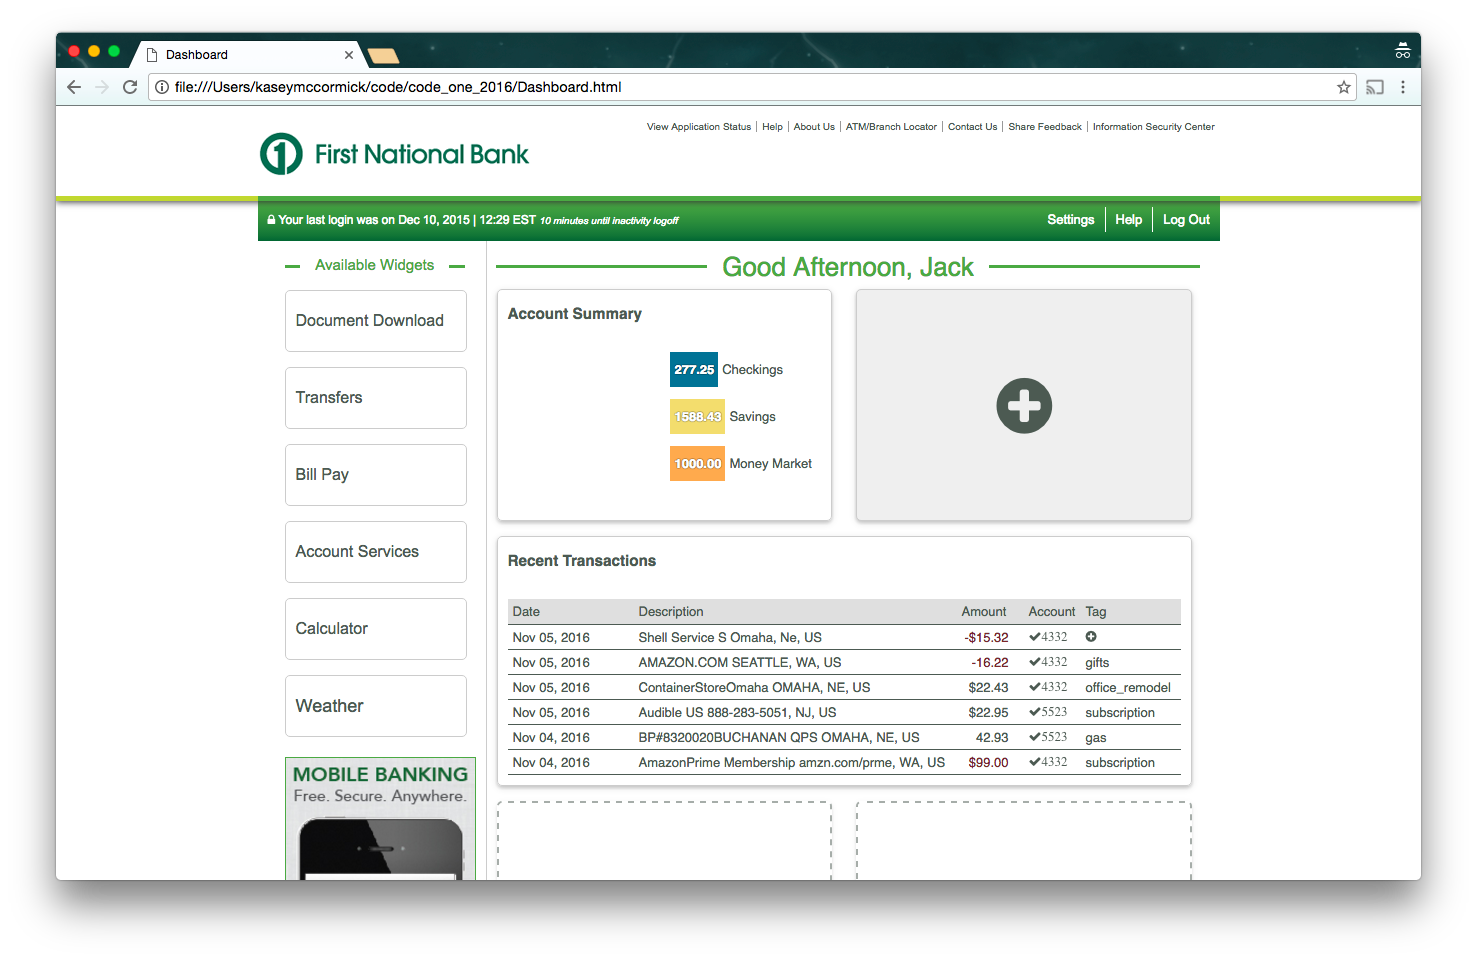 Dashboard
file:///Users/kaseymccormick/code/code_one_2016/Dashboard.html
View Application Status | Help | About Us | ATM/Branch Locator | Contact Us | Share Feedback | Information Security Center
1 First National Bank
Your last login was on Dec 10, 2015 | 12:29 EST 10 minutes until inactivity logoff
Settings | Help | Log Out
Available Widgets
Document Download
Transfers
Bill Pay
Account Services
Calculator
Weather
MOBILE BANKING
Free. Secure. Anywhere.
Good Afternoon, Jack
Account Summary
277.25 Checkings
1588.43 Savings
1000.00 Money Market
Recent Transactions
Date Description Amount Account Tag
Nov 05, 2016 Shell Service S Omaha, Ne, US -$15.32 4332
Nov 05, 2016 AMAZON.COM SEATTLE, WA, US -16.22 4332 gifts
Nov 05, 2016 ContainerStoreOmaha OMAHA, NE, US $22.43 4332 office_remodel
Nov 05, 2016 Audible US 888-283-5051, NJ, US $22.95 5523 subscription
Nov 04, 2016 BP#8320020BUCHANAN QPS OMAHA, NE, US 42.93 5523 gas
Nov 04, 2016 AmazonPrime Membership amzn.com/prme, WA, US $99.00 4332 subscription